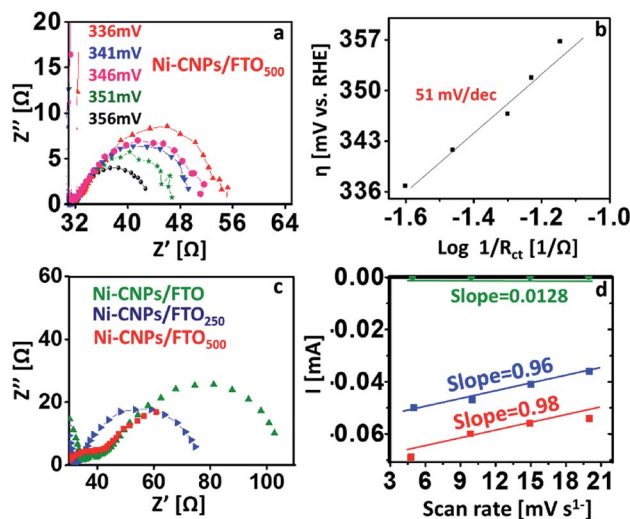 a
336mV
341mV
346mV
351mV
356mV
Ni-CNPs/FTO500
20
15
10
5
0
Z'' [Ω]
32 40 48 56 64
Z' [Ω]
b
51 mV/dec
357
350
343
336
η [mV vs. RHE]
-1.6 -1.4 -1.2 -1.0
Log 1/Rct [1/Ω]
c
Ni-CNPs/FTO
Ni-CNPs/FTO250
Ni-CNPs/FTO500
60
40
20
0
Z'' [Ω]
40 60 80 100
Z' [Ω]
d
Slope=0.0128
Slope=0.96
Slope=0.98
0.00
-0.02
-0.04
-0.06
I [mA]
3 6 9 12 15 18 21
Scan rate [mV s1-]